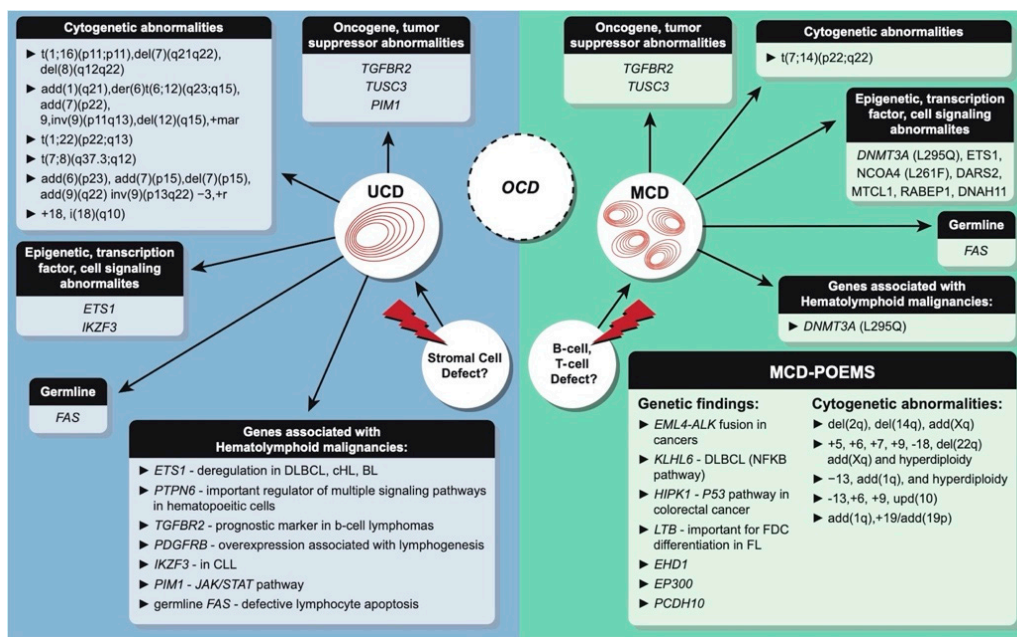 Cytogenetic abnormalities
► t(1;16)(p11;p11),del(7)(q21q22),
del(8)(q12q22)
► add(1)(q21),der(6)t(6;12)(q23;q15),
add(7)(p22),
9,inv(9)(p11q13),del(12)(q15),+mar
► t(1;22)(p22;q13)
► t(7;8)(q37.3;q12)
► add(6)(p23), add(7)(p15),del(7)(p15),
add(9)(q22) inv(9)(p13q22) −3,+r
► +18, i(18)(q10)
Oncogene, tumor
suppressor abnormalities
TGFBR2
TUSC3
PIM1
UCD
Epigenetic, transcription
factor, cell signaling
abnormalites
ETS1
IKZF3
Germline
FAS
Stromal Cell
Defect?
Genes associated with
Hematolymphoid malignancies:
► ETS1 - deregulation in DLBCL, cHL, BL
► PTPN6 - important regulator of multiple signaling pathways
in hematopoeitic cells
► TGFBR2 - prognostic marker in b-cell lymphomas
► PDGFRB - overexpression associated with lymphogenesis
► IKZF3 - in CLL
► PIM1 - JAK/STAT pathway
► germline FAS - defective lymphocyte apoptosis
OCD
Oncogene, tumor
suppressor abnormalities
TGFBR2
TUSC3
MCD
Cytogenetic abnormalities
► t(7;14)(p22;q22)
Epigenetic, transcription
factor, cell signaling
abnormalites
DNMT3A (L295Q), ETS1,
NCOA4 (L261F), DARS2,
MTCL1, RABEP1, DNAH11
Germline
FAS
Genes associated with
Hematolymphoid malignancies:
► DNMT3A (L295Q)
B-cell,
T-cell
Defect?
MCD-POEMS
Genetic findings:
► EML4-ALK fusion in
cancers
► KLHL6 - DLBCL (NFKB
pathway)
► HIPK1 - P53 pathway in
colorectal cancer
► LTB - important for FDC
differentiation in FL
► EHD1
► EP300
► PCDH10
Cytogenetic abnormalities:
► del(2q), del(14q), add(Xq)
► +5, +6, +7, +9, -18, del(22q)
add(Xq) and hyperdiploidy
► −13, add(1q), and hyperdiploidy
► -13,+6, +9, upd(10)
► add(1q),+19/add(19p)